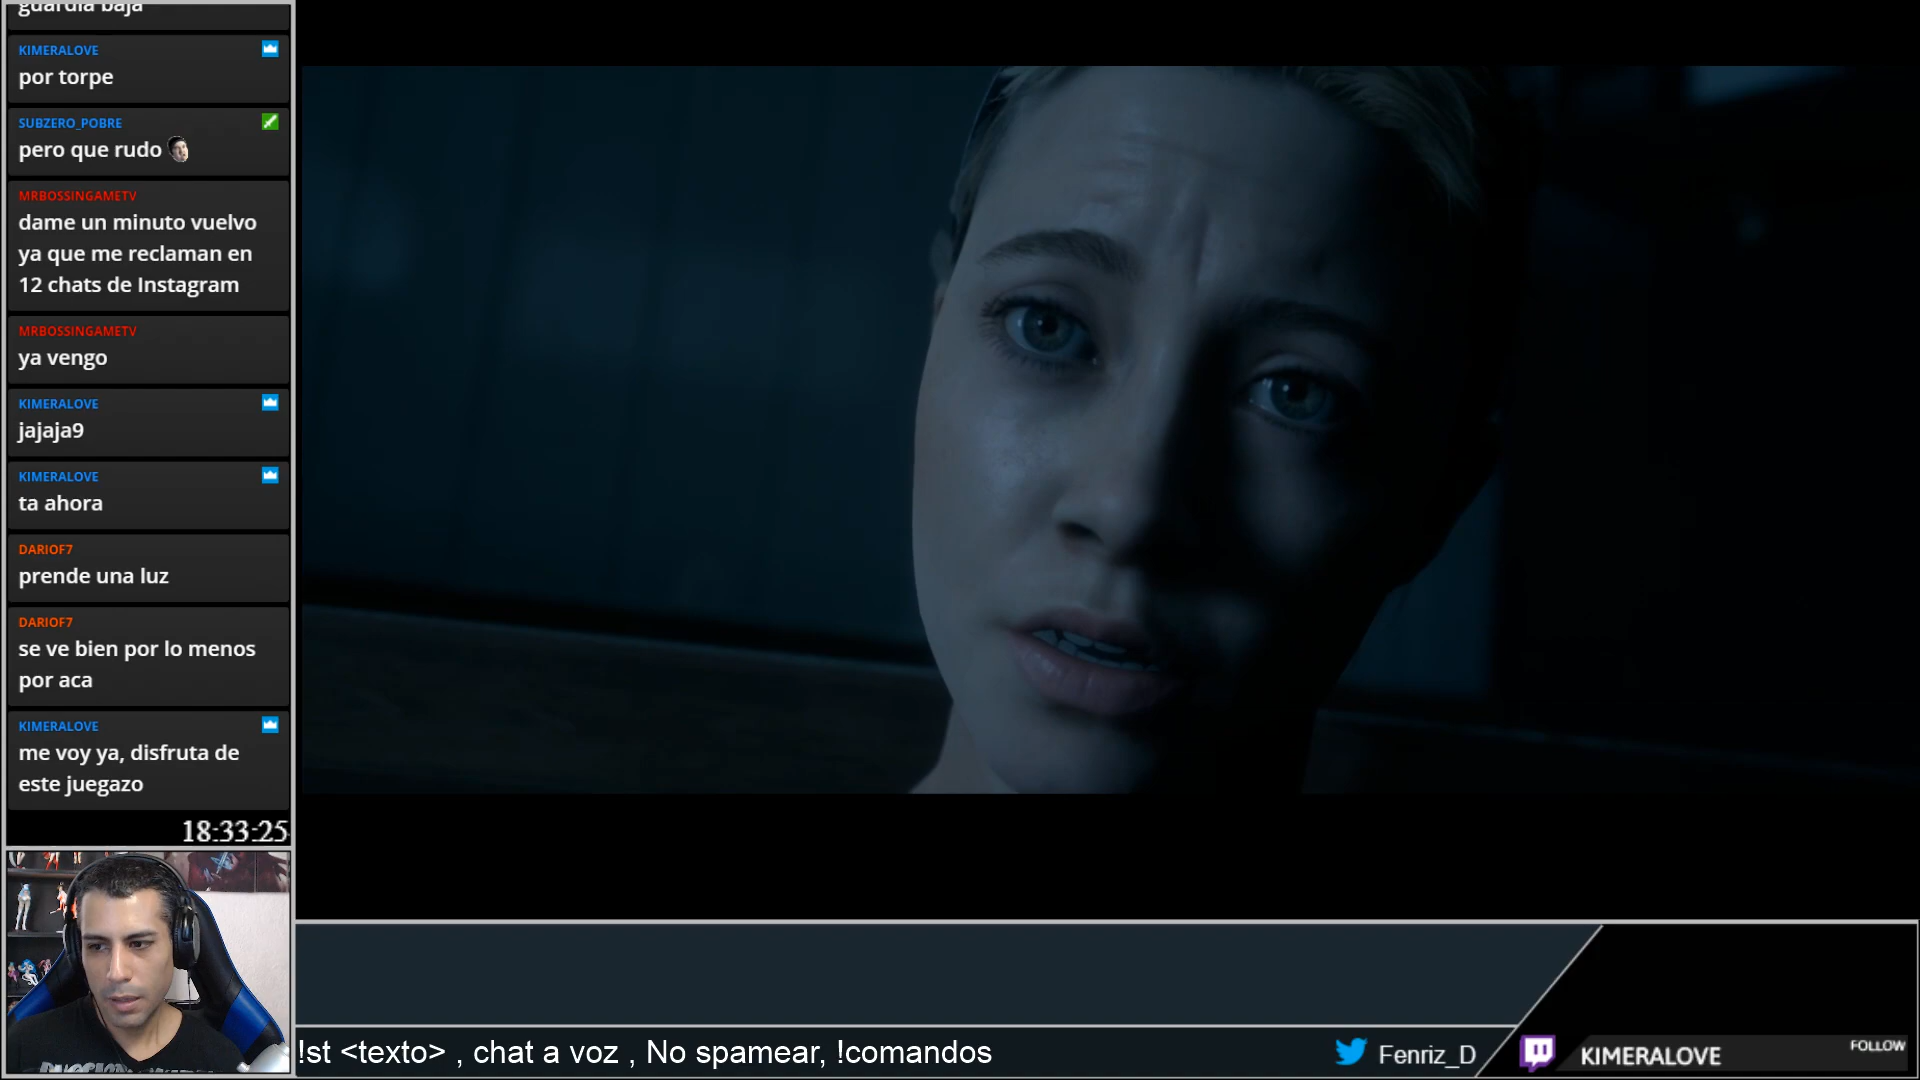 guardia baja
KIMERALOVE
por torpe
SUBZERO_POBRE
pero que rudo
MRBOSSINGAMETV
dame un minuto vuelvo
ya que me reclaman en
12 chats de Instagram
MRBOSSINGAMETV
ya vengo
KIMERALOVE
jajaja9
KIMERALOVE
ta ahora
DARIOF7
prende una luz
DARIOF7
se ve bien por lo menos
por aca
KIMERALOVE
me voy ya, disfruta de
este juegazo
18:33:25
!st <texto> , chat a voz , No spamear, !comandos
Fenriz_D
KIMERALOVE
FOLLOW